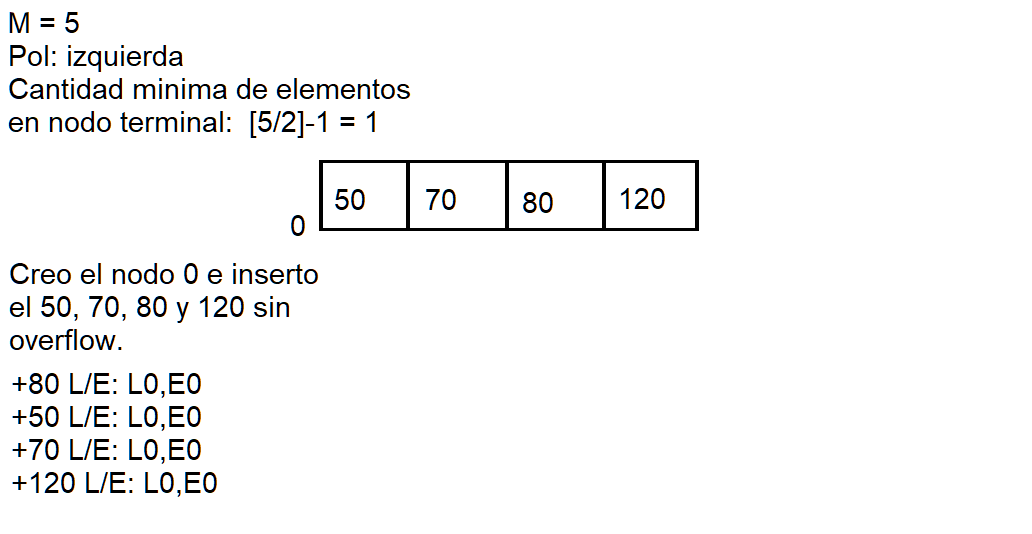 M = 5
Pol: izquierda
Cantidad minima de elementos
en nodo terminal:  [5/2]-1 = 1
50 70 80 120
0
Creo el nodo 0 e inserto
el 50, 70, 80 y 120 sin
overflow.
+80 L/E: L0,E0
+50 L/E: L0,E0
+70 L/E: L0,E0
+120 L/E: L0,E0